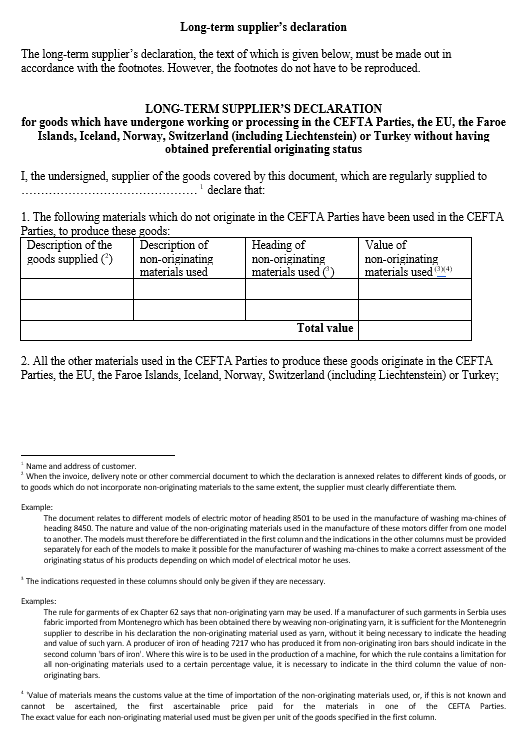 Long-term supplier's declaration
The long-term supplier's declaration, the text of which is given below, must be made out in
accordance with the footnotes. However, the footnotes do not have to be reproduced.
LONG-TERM SUPPLIER'S DECLARATION
for goods which have undergone working or processing in the CEFTA Parties, the EU, the Faroe
Islands, Iceland, Norway, Switzerland (including Liechtenstein) or Turkey without having
obtained preferential originating status
I, the undersigned, supplier of the goods covered by this document, which are regularly supplied to
…………………………………… 1 declare that:
1. The following materials which do not originate in the CEFTA Parties have been used in the CEFTA
Parties, to produce these goods:
Description of the
goods supplied (2)
Description of
non-originating
materials used
Heading of
non-originating
materials used (3)
Value of
non-originating
materials used (3)(4)
Total value
2. All the other materials used in the CEFTA Parties to produce these goods originate in the CEFTA
Parties, the EU, the Faroe Islands, Iceland, Norway, Switzerland (including Liechtenstein) or Turkey;
1 Name and address of customer.
2 When the invoice, delivery note or other commercial document to which the declaration is annexed relates to different kinds of goods, or
to goods which do not incorporate non-originating materials to the same extent, the supplier must clearly differentiate them.
Example:
The document relates to different models of electric motor of heading 8501 to be used in the manufacture of washing ma-chines of
heading 8450. The nature and value of the non-originating materials used in the manufacture of these motors differ from one model
to another. The models must therefore be differentiated in the first column and the indications in the other columns must be provided
separately for each of the models to make it possible for the manufacturer of washing ma-chines to make a correct assessment of the
originating status of his products depending on which model of electrical motor he uses.
3 The indications requested in these columns should only be given if they are necessary.
Examples:
The rule for garments of ex Chapter 62 says that non-originating yarn may be used. If a manufacturer of such garments in Serbia uses
fabric imported from Montenegro which has been obtained there by weaving non-originating yarn, it is sufficient for the Montenegrin
supplier to describe in his declaration the non-originating material used as yarn, without it being necessary to indicate the heading
and value of such yarn. A producer of iron of heading 7217 who has produced it from non-originating iron bars should indicate in the
second column 'bars of iron'. Where this wire is to be used in the production of a machine, for which the rule contains a limitation for
all non-originating materials used to a certain percentage value, it is necessary to indicate in the third column the value of non-
originating bars.
4 'Value of materials means the customs value at the time of importation of the non-originating materials used, or, if this is not known and
cannot be ascertained, the first ascertainable price paid for the materials in one of the CEFTA Parties.
The exact value for each non-originating material used must be given per unit of the goods specified in the first column.